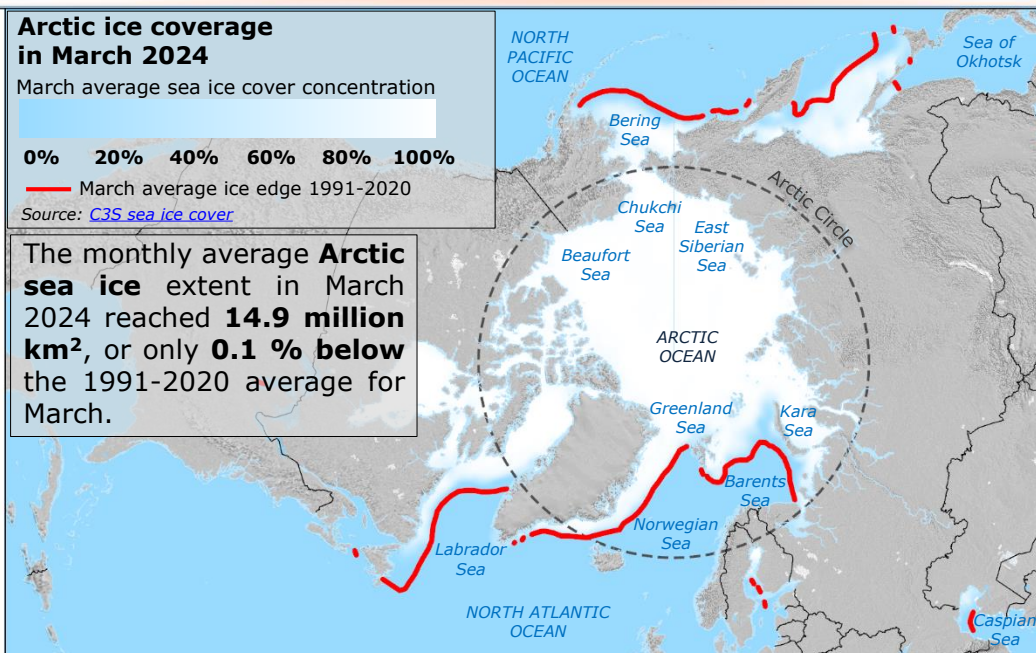 Arctic ice coverage
in March 2024
March average sea ice cover concentration
0% 20% 40% 60% 80% 100%
March average ice edge 1991-2020
Source: C3S sea ice cover
The monthly average Arctic
sea ice extent in March
2024 reached 14.9 million
km², or only 0.1 % below
the 1991-2020 average for
March.
NORTH
PACIFIC
OCEAN
Sea of
Okhotsk
Bering
Sea
Arctic Circle
Chukchi
Sea
East
Siberian
Sea
Beaufort
Sea
ARCTIC
OCEAN
Greenland
Sea
Kara
Sea
Barents
Sea
Norwegian
Sea
Labrador
Sea
NORTH ATLANTIC
OCEAN
Caspian
Sea